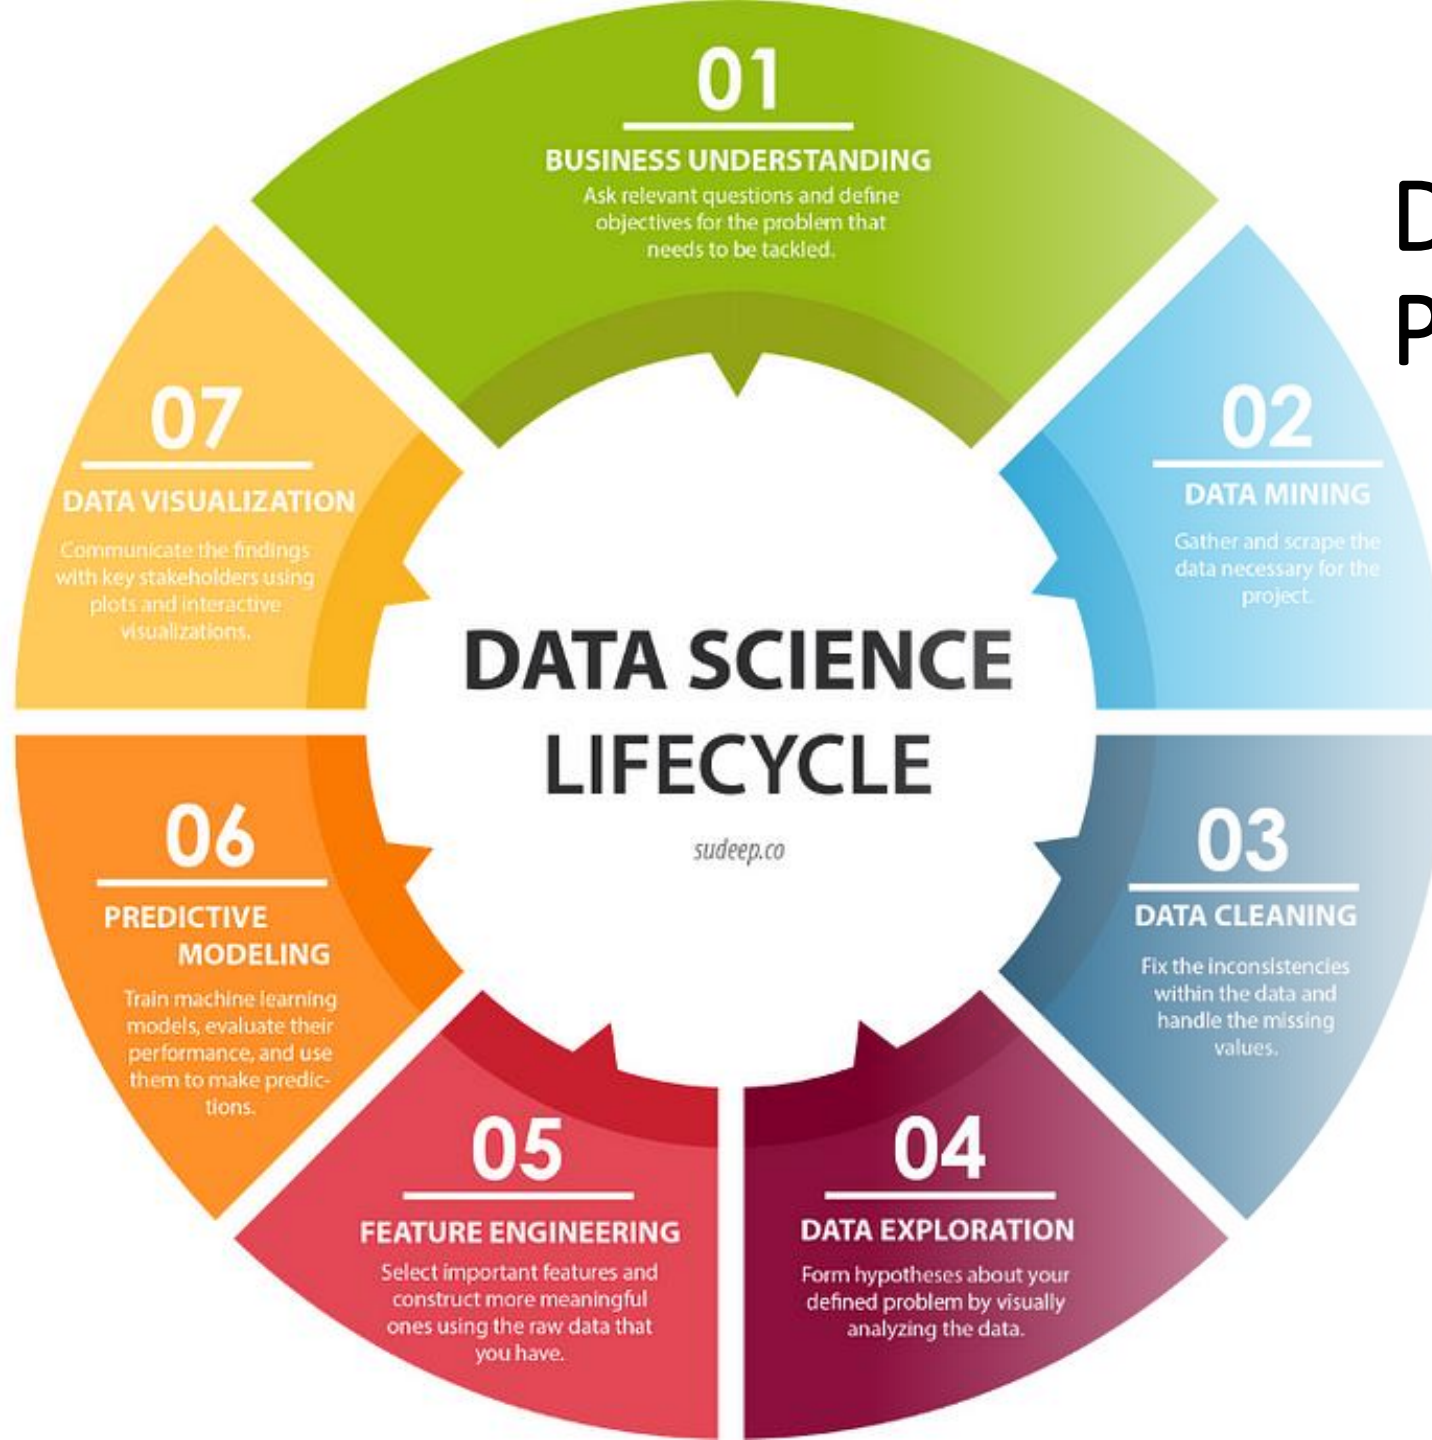 01
BUSINESS UNDERSTANDING
Ask relevant questions and define
objectives for the problem that
needs to be tackled.
02
DATA MINING
Gather and scrape the
data necessary for the
project.
03
DATA CLEANING
Fix the inconsistencies
within the data and
handle the missing
values.
04
DATA EXPLORATION
Form hypotheses about your
defined problem by visually
analyzing the data.
05
FEATURE ENGINEERING
Select important features and
construct more meaningful
ones using the raw data that
you have.
06
PREDICTIVE
MODELING
Train machine learning
models, evaluate their
performance, and use
them to make predic-
tions.
07
DATA VISUALIZATION
Communicate the findings
with key stakeholders using
plots and interactive
visualizations.
DATA SCIENCE
LIFECYCLE
sudeep.co